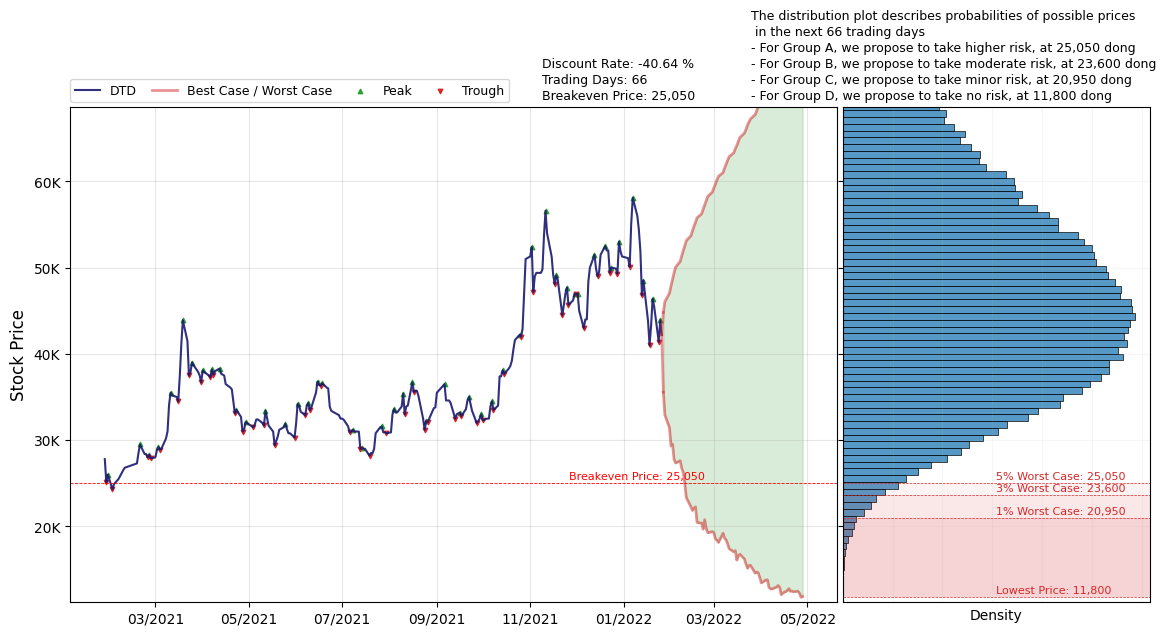 The distribution plot describes probabilities of possible prices
in the next 66 trading days
- For Group A, we propose to take higher risk, at 25,050 dong
- For Group B, we propose to take moderate risk, at 23,600 dong
- For Group C, we propose to take minor risk, at 20,950 dong
- For Group D, we propose to take no risk, at 11,800 dong
Discount Rate: -40.64 %
Trading Days: 66
Breakeven Price: 25,050
DTD
Best Case / Worst Case
Peak
Trough
Stock Price
60K
50K
40K
30K
20K
Breakeven Price: 25,050
03/2021
05/2021
07/2021
09/2021
11/2021
01/2022
03/2022
05/2022
5% Worst Case: 25,050
3% Worst Case: 23,600
1% Worst Case: 20,950
Lowest Price: 11,800
Density